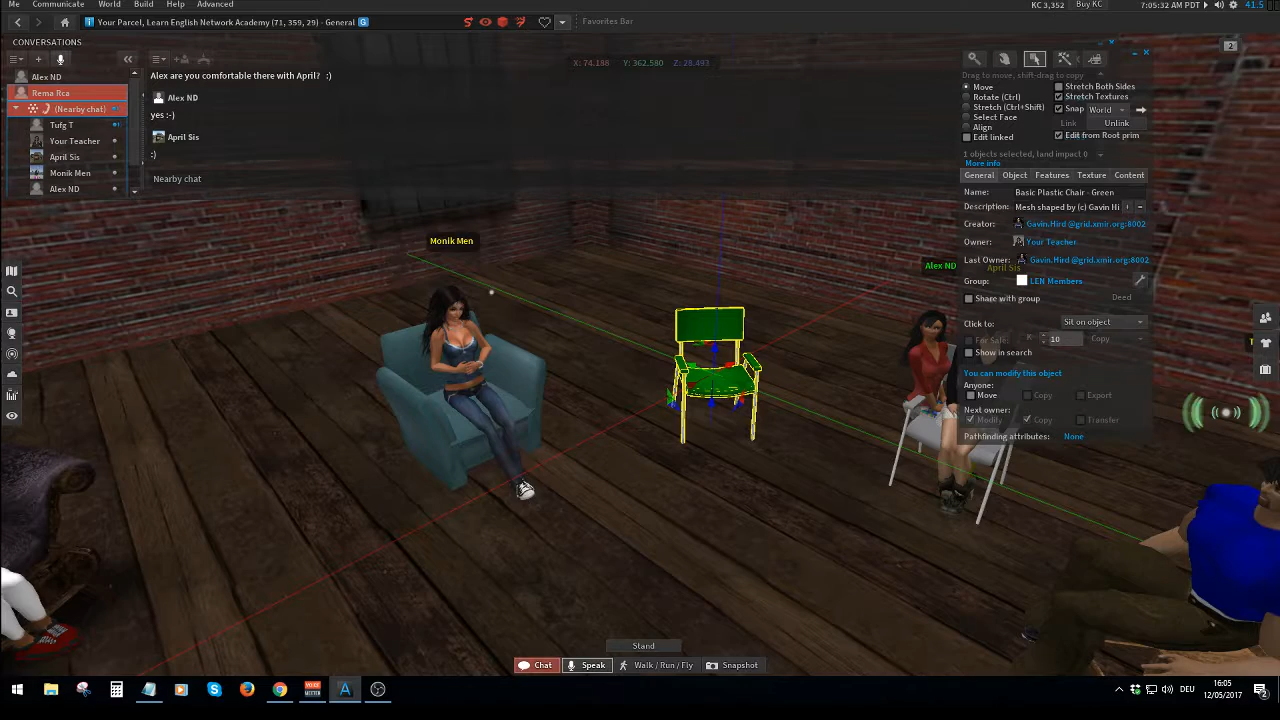 Me Communicate World Build Help Advanced
KC 3,352 Buy KC 7:05:32 AM PDT 41.5
Your Parcel, Learn English Network Academy (71, 359, 29) - General G
Favorites Bar
CONVERSATIONS
2
X: 74.188 Y: 362.580 Z: 28.493
Alex ND
Rema Rca
(Nearby chat)
Tufg T
Your Teacher
April Sis
Monik Men
Alex ND
Alex are you comfortable there with April? :)
Alex ND
yes :-)
April Sis
:)
Nearby chat
Drag to move, shift-drag to copy
Move
Rotate (Ctrl)
Stretch (Ctrl+Shift)
Select Face
Align
Edit linked
Stretch Both Sides
Stretch Textures
Snap World
Link Unlink
Edit from Root prim
1 objects selected, land impact 0
More info
General Object Features Texture Content
Name: Basic Plastic Chair - Green
Description: Mesh shaped by (c) Gavin Hi
Creator: Gavin.Hird @grid.xmir.org:8002
Owner: Your Teacher
Last Owner: Gavin.Hird @grid.xmir.org:8002
Group: LEN Members
Share with group Deed
Click to: Sit on object
For Sale: K 10 Copy
Show in search
You can modify this object
Anyone:
Move Copy Export
Next owner:
Modify Copy Transfer
Pathfinding attributes: None
Monik Men
Alex ND
April Sis
Stand
Chat Speak Walk / Run / Fly Snapshot
DEU
16:05
12/05/2017
2